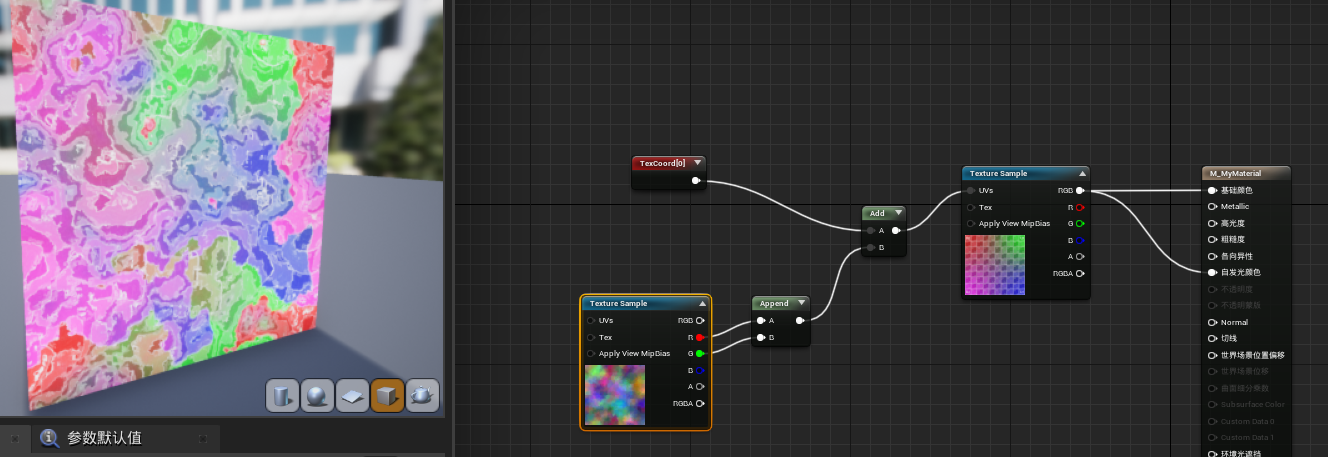 TexCoord[0]
Texture Sample
UVs
RGB
Tex
R
Apply View MipBias
G
B
A
RGBA
Add
A
B
Texture Sample
UVs
RGB
Tex
R
Apply View MipBias
G
B
A
RGBA
Append
A
B
M_MyMaterial
基础颜色
Metallic
高光度
粗糙度
各向异性
自发光颜色
不透明度
不透明蒙版
Normal
切线
世界场景位置偏移
世界场景位移
曲面细分乘数
Subsurface Color
Custom Data 0
Custom Data 1
环境光遮挡
参数默认值